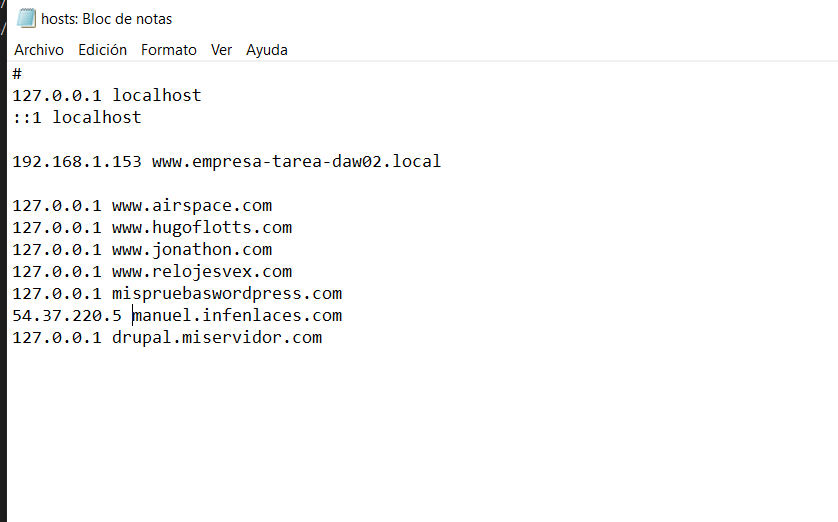 hosts: Bloc de notas
Archivo Edición Formato Ver Ayuda
#
127.0.0.1 localhost
::1 localhost
192.168.1.153 www.empresa-tarea-daw02.local
127.0.0.1 www.airspace.com
127.0.0.1 www.hugoflotts.com
127.0.0.1 www.jonathon.com
127.0.0.1 www.relojesvex.com
127.0.0.1 mispruebaswordpress.com
54.37.220.5 manuel.infenlaces.com
127.0.0.1 drupal.miservidor.com